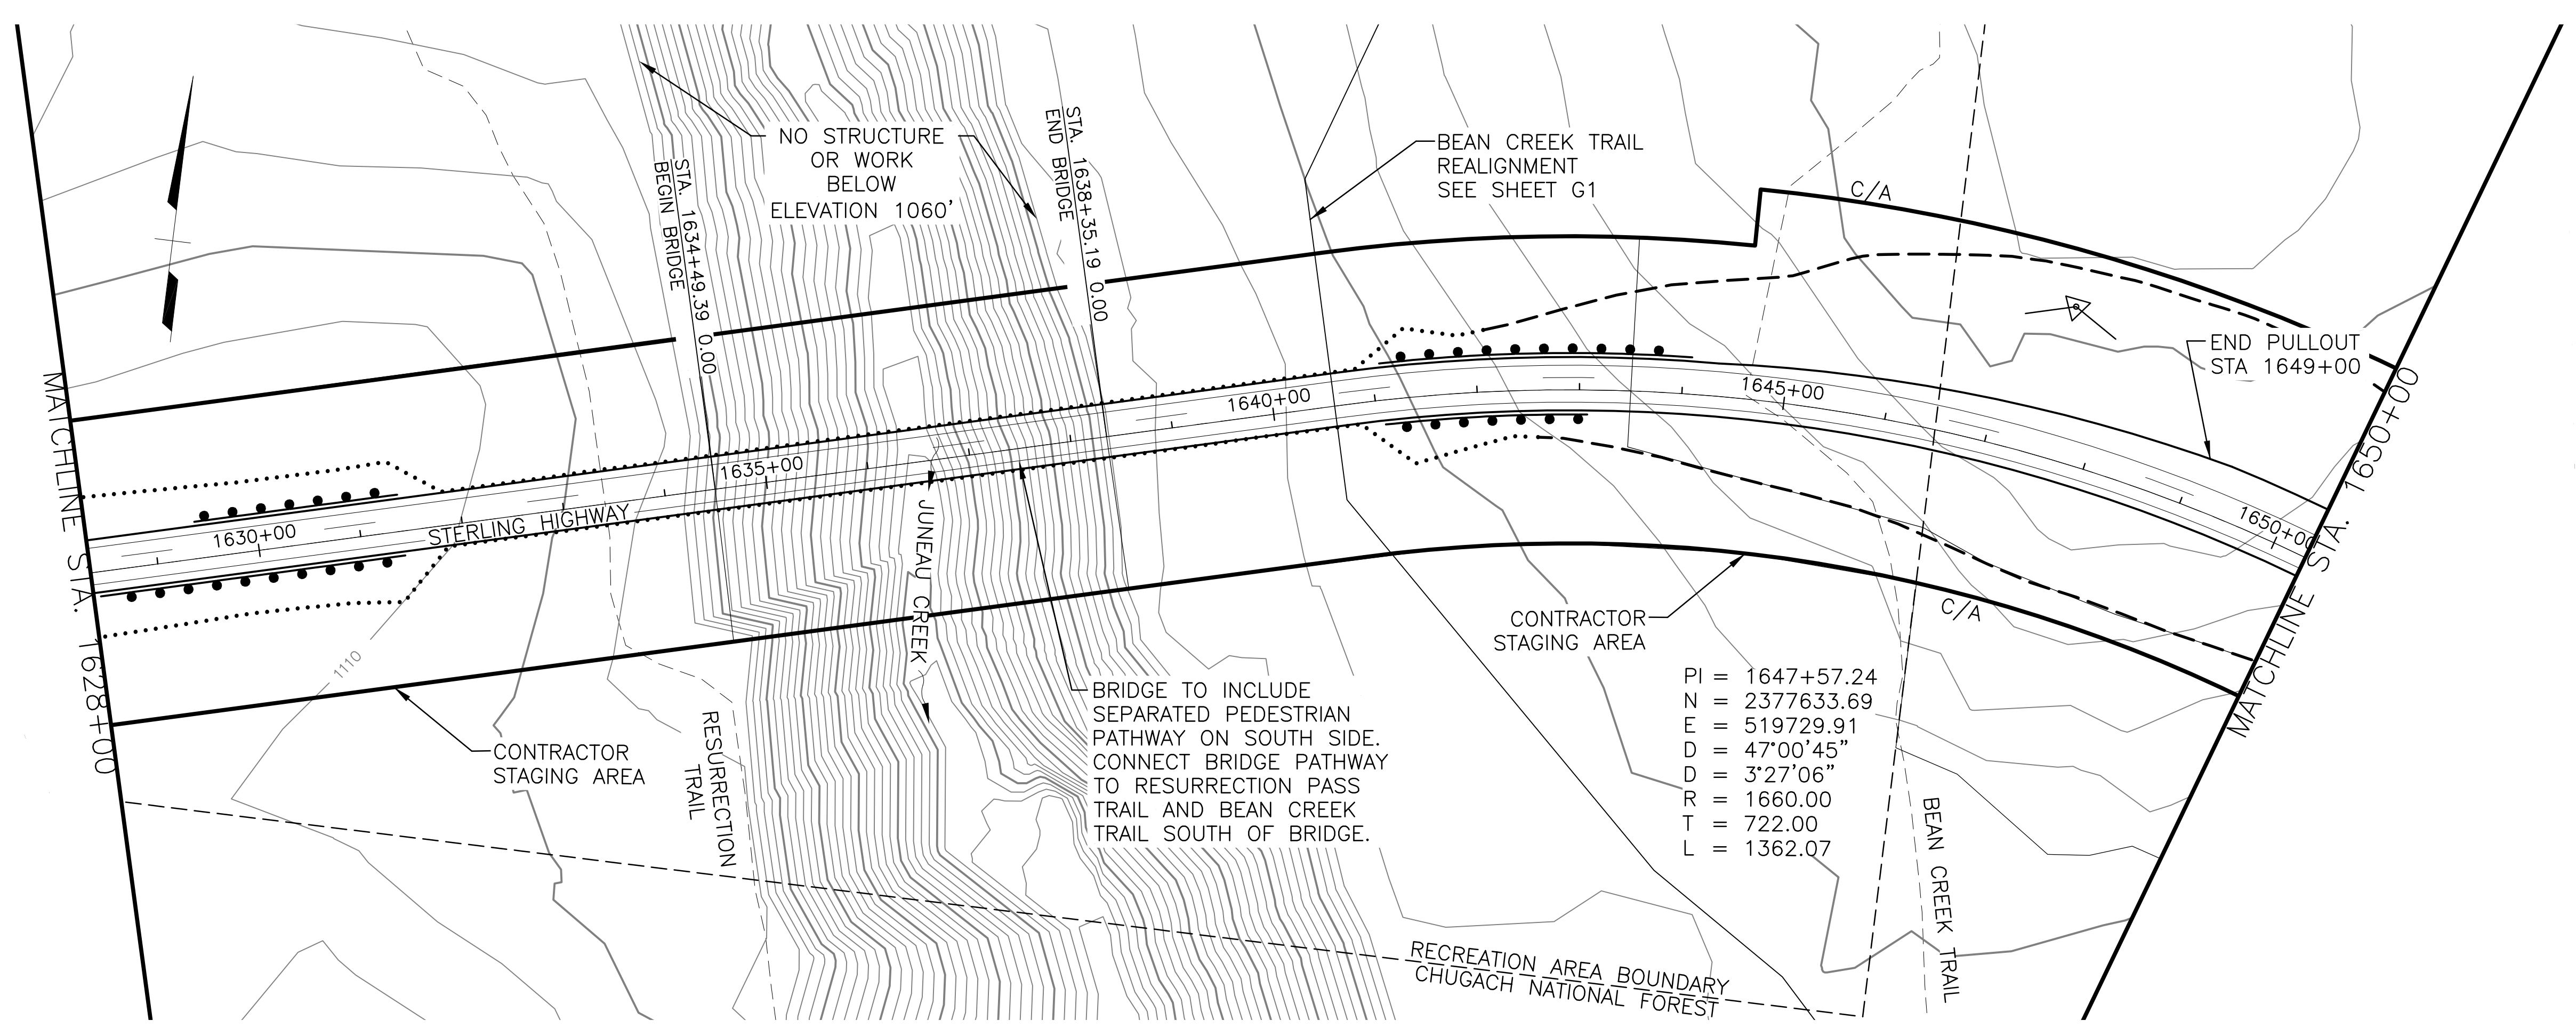 MATCHLINE STA. 1628+00
NO STRUCTURE
OR WORK
BELOW
ELEVATION 1060'
STA. 1634+49.39 0.00
BEGIN BRIDGE
STA. 1638+35.19 0.00
END BRIDGE
BEAN CREEK TRAIL
REALIGNMENT
SEE SHEET G1
C/A
END PULLOUT
STA 1649+00
1630+00
STERLING HIGHWAY
1635+00
1640+00
1645+00
1650+00
JUNEAU CREEK
1110
CONTRACTOR
STAGING AREA
RESURRECTION
TRAIL
BRIDGE TO INCLUDE
SEPARATED PEDESTRIAN
PATHWAY ON SOUTH SIDE.
CONNECT BRIDGE PATHWAY
TO RESURRECTION PASS
TRAIL AND BEAN CREEK
TRAIL SOUTH OF BRIDGE.
CONTRACTOR
STAGING AREA
C/A
PI = 1647+57.24
N = 2377633.69
E = 519729.91
D = 47°00'45"
D = 3°27'06"
R = 1660.00
T = 722.00
L = 1362.07
BEAN CREEK TRAIL
RECREATION AREA BOUNDARY
CHUGACH NATIONAL FOREST
MATCHLINE STA. 1650+00